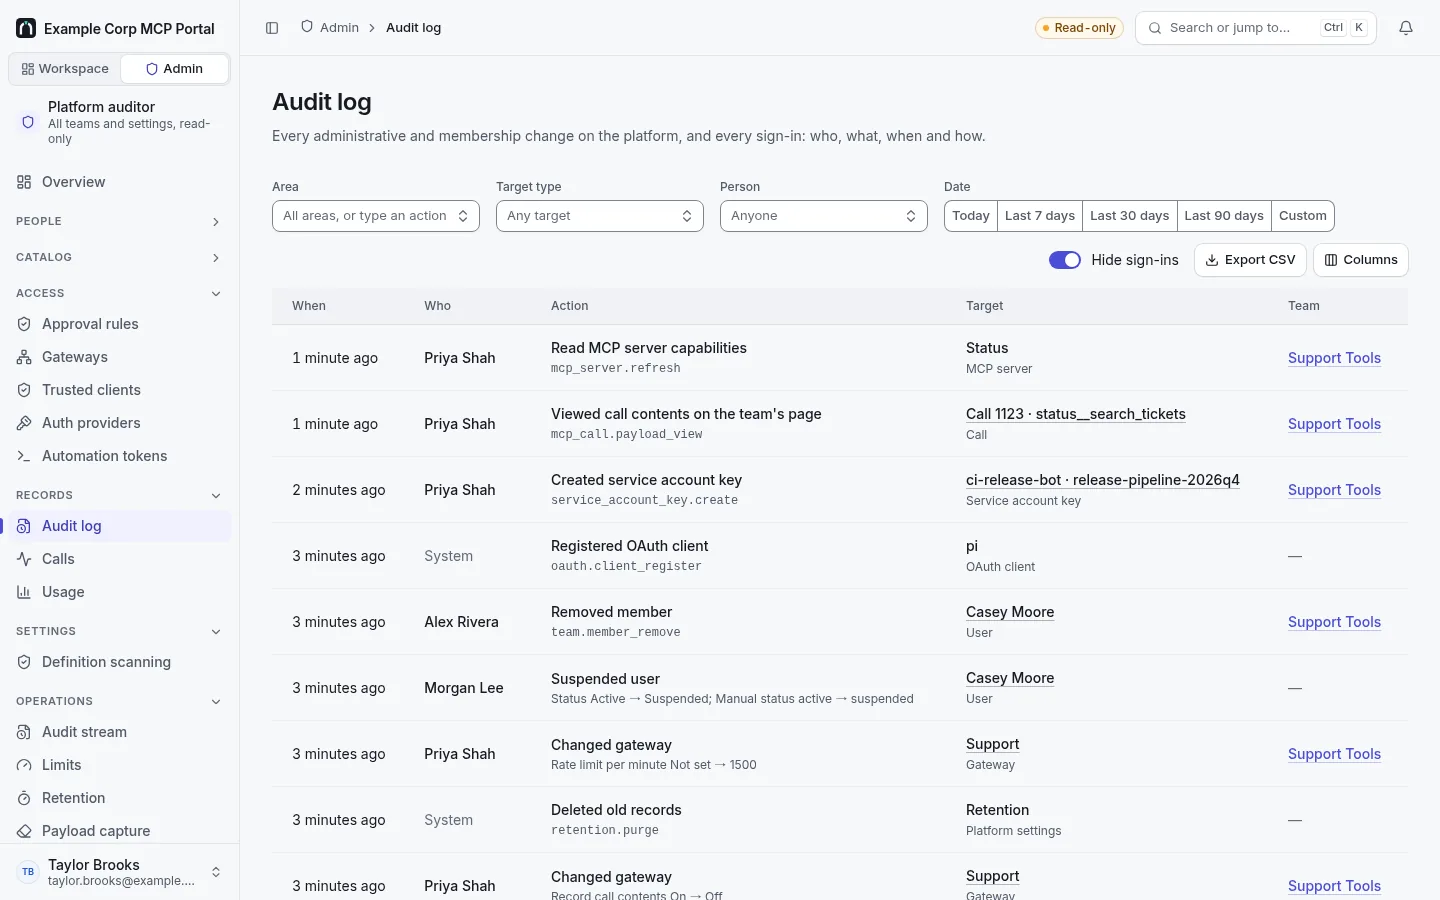 Example Corp MCP Portal
Workspace
Admin
Platform auditor
All teams and settings, read-
only
Overview
PEOPLE
CATALOG
ACCESS
Approval rules
Gateways
Trusted clients
Auth providers
Automation tokens
RECORDS
Audit log
Calls
Usage
SETTINGS
Definition scanning
OPERATIONS
Audit stream
Limits
Retention
Payload capture
TB
Taylor Brooks
taylor.brooks@example....
Admin > Audit log
Read-only
Search or jump to...
Ctrl K
Audit log
Every administrative and membership change on the platform, and every sign-in: who, what, when and how.
Area
Target type
Person
Date
All areas, or type an action
Any target
Anyone
Today
Last 7 days
Last 30 days
Last 90 days
Custom
Hide sign-ins
Export CSV
Columns
When Who Action Target Team
1 minute ago Priya Shah Read MCP server capabilities Status Support Tools
mcp_server.refresh MCP server
1 minute ago Priya Shah Viewed call contents on the team's page Call 1123 · status__search_tickets Support Tools
mcp_call.payload_view Call
2 minutes ago Priya Shah Created service account key ci-release-bot · release-pipeline-2026q4 Support Tools
service_account_key.create Service account key
3 minutes ago System Registered OAuth client pi —
oauth.client_register OAuth client
3 minutes ago Alex Rivera Removed member Casey Moore Support Tools
team.member_remove User
3 minutes ago Morgan Lee Suspended user Casey Moore —
Status Active → Suspended; Manual status active → suspended User
3 minutes ago Priya Shah Changed gateway Support Support Tools
Rate limit per minute Not set → 1500 Gateway
3 minutes ago System Deleted old records Retention —
retention.purge Platform settings
3 minutes ago Priya Shah Changed gateway Support Support Tools
Record call contents On → Off Gateway